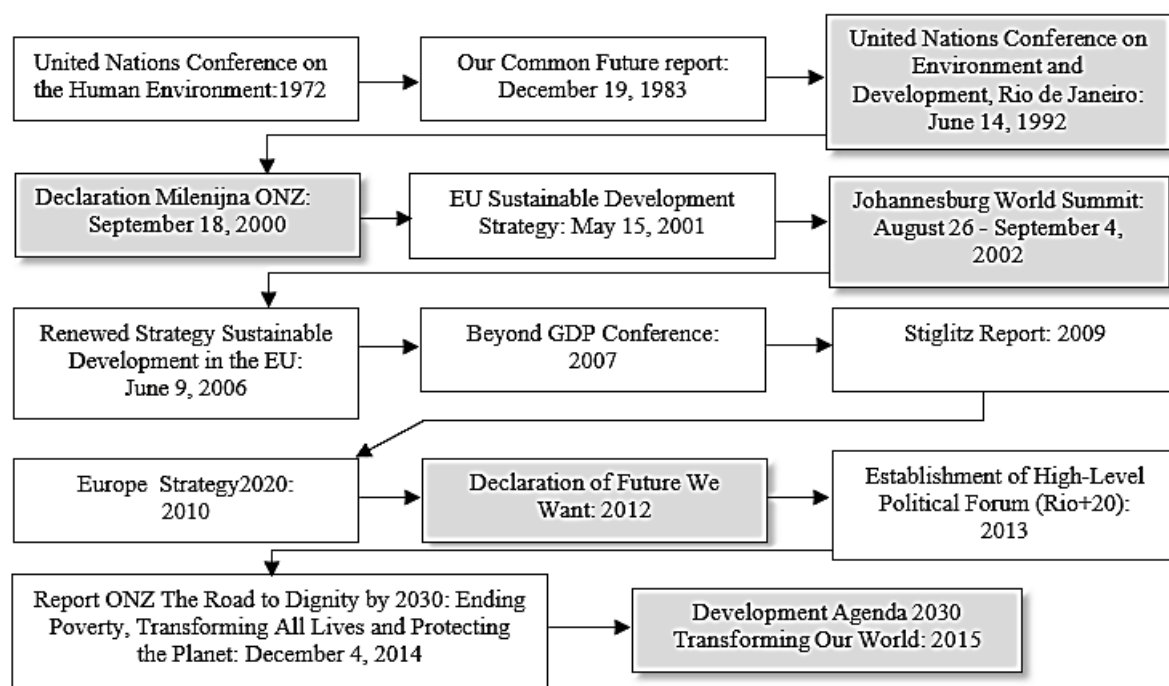 United Nations Conference on
the Human Environment:1972
Our Common Future report:
December 19, 1983
United Nations Conference on
Environment and
Development, Rio de Janeiro:
June 14, 1992
Declaration Milenijna ONZ:
September 18, 2000
EU Sustainable Development
Strategy: May 15, 2001
Johannesburg World Summit:
August 26 - September 4,
2002
Renewed Strategy Sustainable
Development in the EU:
June 9, 2006
Beyond GDP Conference:
2007
Stiglitz Report: 2009
Europe Strategy2020:
2010
Declaration of Future We
Want: 2012
Establishment of High-Level
Political Forum (Rio+20):
2013
Report ONZ The Road to Dignity by 2030: Ending
Poverty, Transforming All Lives and Protecting
the Planet: December 4, 2014
Development Agenda 2030
Transforming Our World: 2015